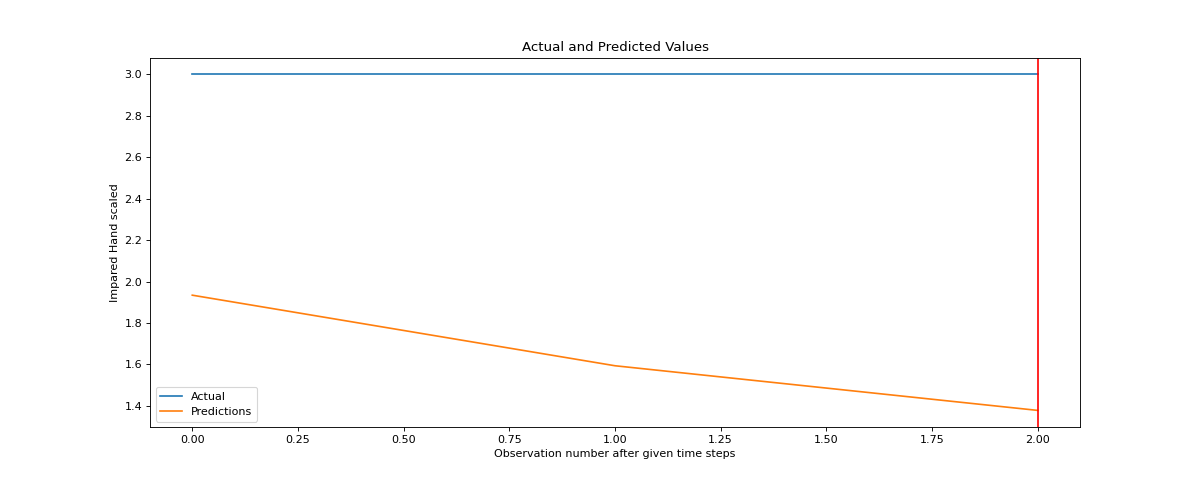 Actual and Predicted Values
Impared Hand scaled
3.0
2.8
2.6
2.4
2.2
2.0
1.8
1.6
1.4
Actual
Predictions
0.00 0.25 0.50 0.75 1.00 1.25 1.50 1.75 2.00
Observation number after given time steps